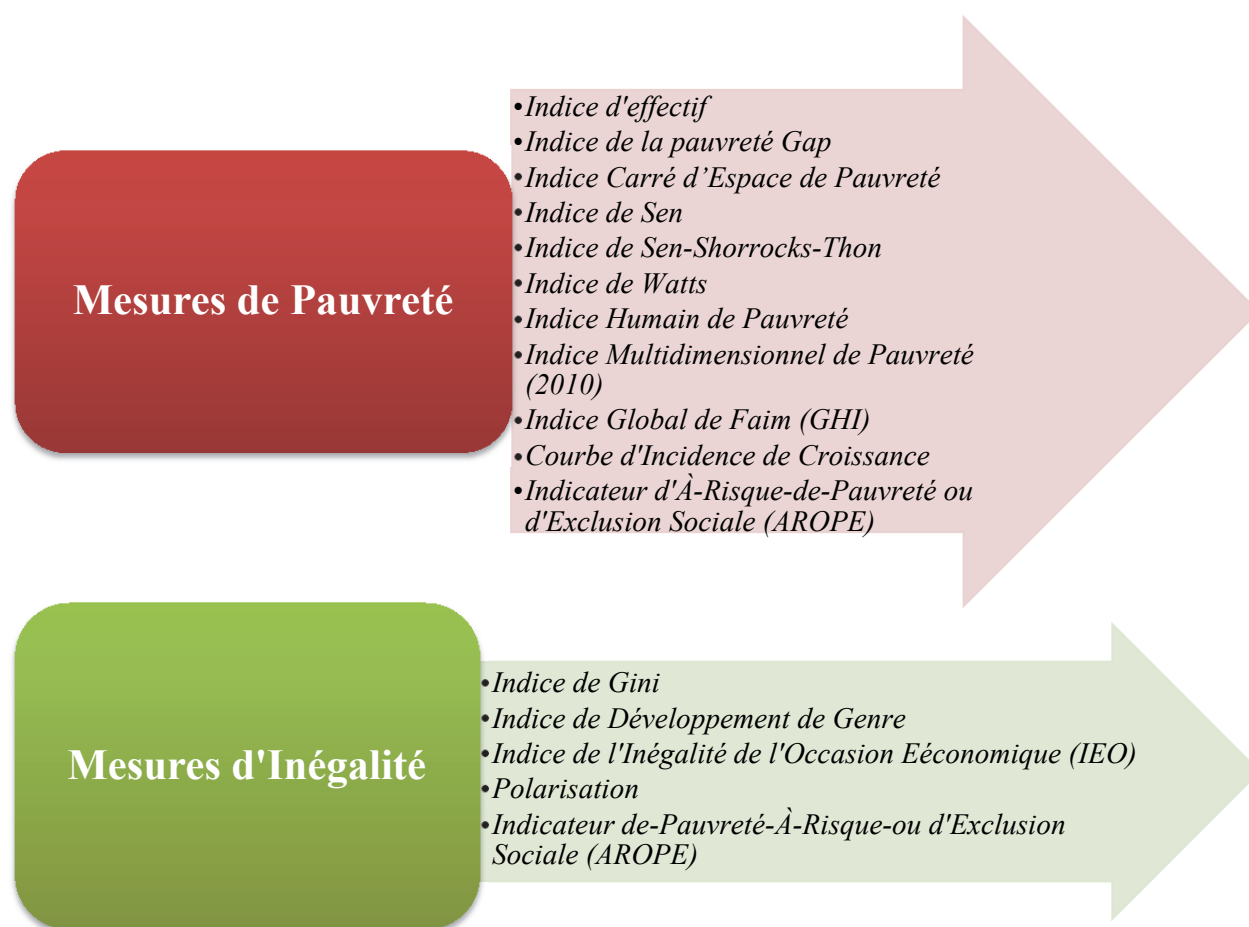 Mesures de Pauvreté
•Indice d'effectif
•Indice de la pauvreté Gap
•Indice Carré d’Espace de Pauvreté
•Indice de Sen
•Indice de Sen-Shorrocks-Thon
•Indice de Watts
•Indice Humain de Pauvreté
•Indice Multidimensionnel de Pauvreté
(2010)
•Indice Global de Faim (GHI)
•Courbe d'Incidence de Croissance
•Indicateur d'À-Risque-de-Pauvreté ou
d'Exclusion Sociale (AROPE)
Mesures d'Inégalité
•Indice de Gini
•Indice de Développement de Genre
•Indice de l'Inégalité de l'Occasion Eéconomique (IEO)
•Polarisation
•Indicateur de-Pauvreté-À-Risque-ou d'Exclusion
Sociale (AROPE)